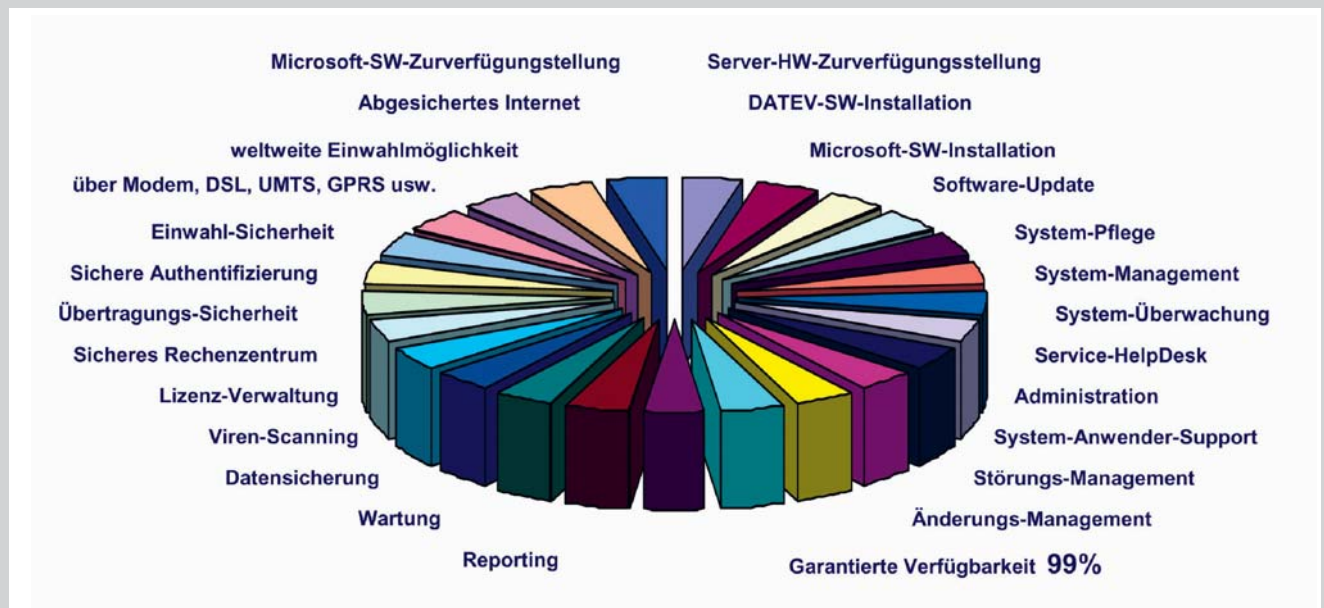 Microsoft-SW-Zurverfügungstellung
Server-HW-Zurverfügungsstellung
Abgesichertes Internet
DATEV-SW-Installation
weltweite Einwahlmöglichkeit
Microsoft-SW-Installation
über Modem, DSL, UMTS, GPRS usw.
Software-Update
Einwahl-Sicherheit
System-Pflege
Sichere Authentifizierung
System-Management
Übertragungs-Sicherheit
System-Überwachung
Sicheres Rechenzentrum
Service-HelpDesk
Lizenz-Verwaltung
Administration
Viren-Scanning
System-Anwender-Support
Datensicherung
Störungs-Management
Wartung
Änderungs-Management
Reporting
Garantierte Verfügbarkeit 99%